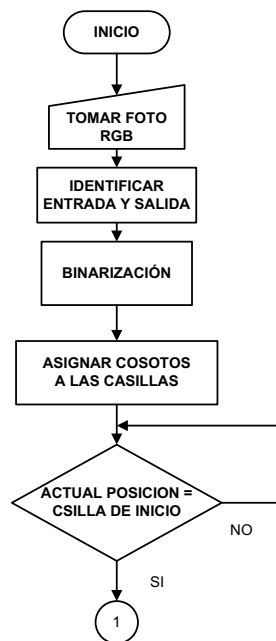 INICIO
TOMAR FOTO
RGB
IDENTIFICAR
ENTRADA Y SALIDA
BINARIZACIÓN
ASIGNAR COSOTOS
A LAS CASILLAS
ACTUAL POSICION =
CSILLA DE INICIO
NO
SI
1